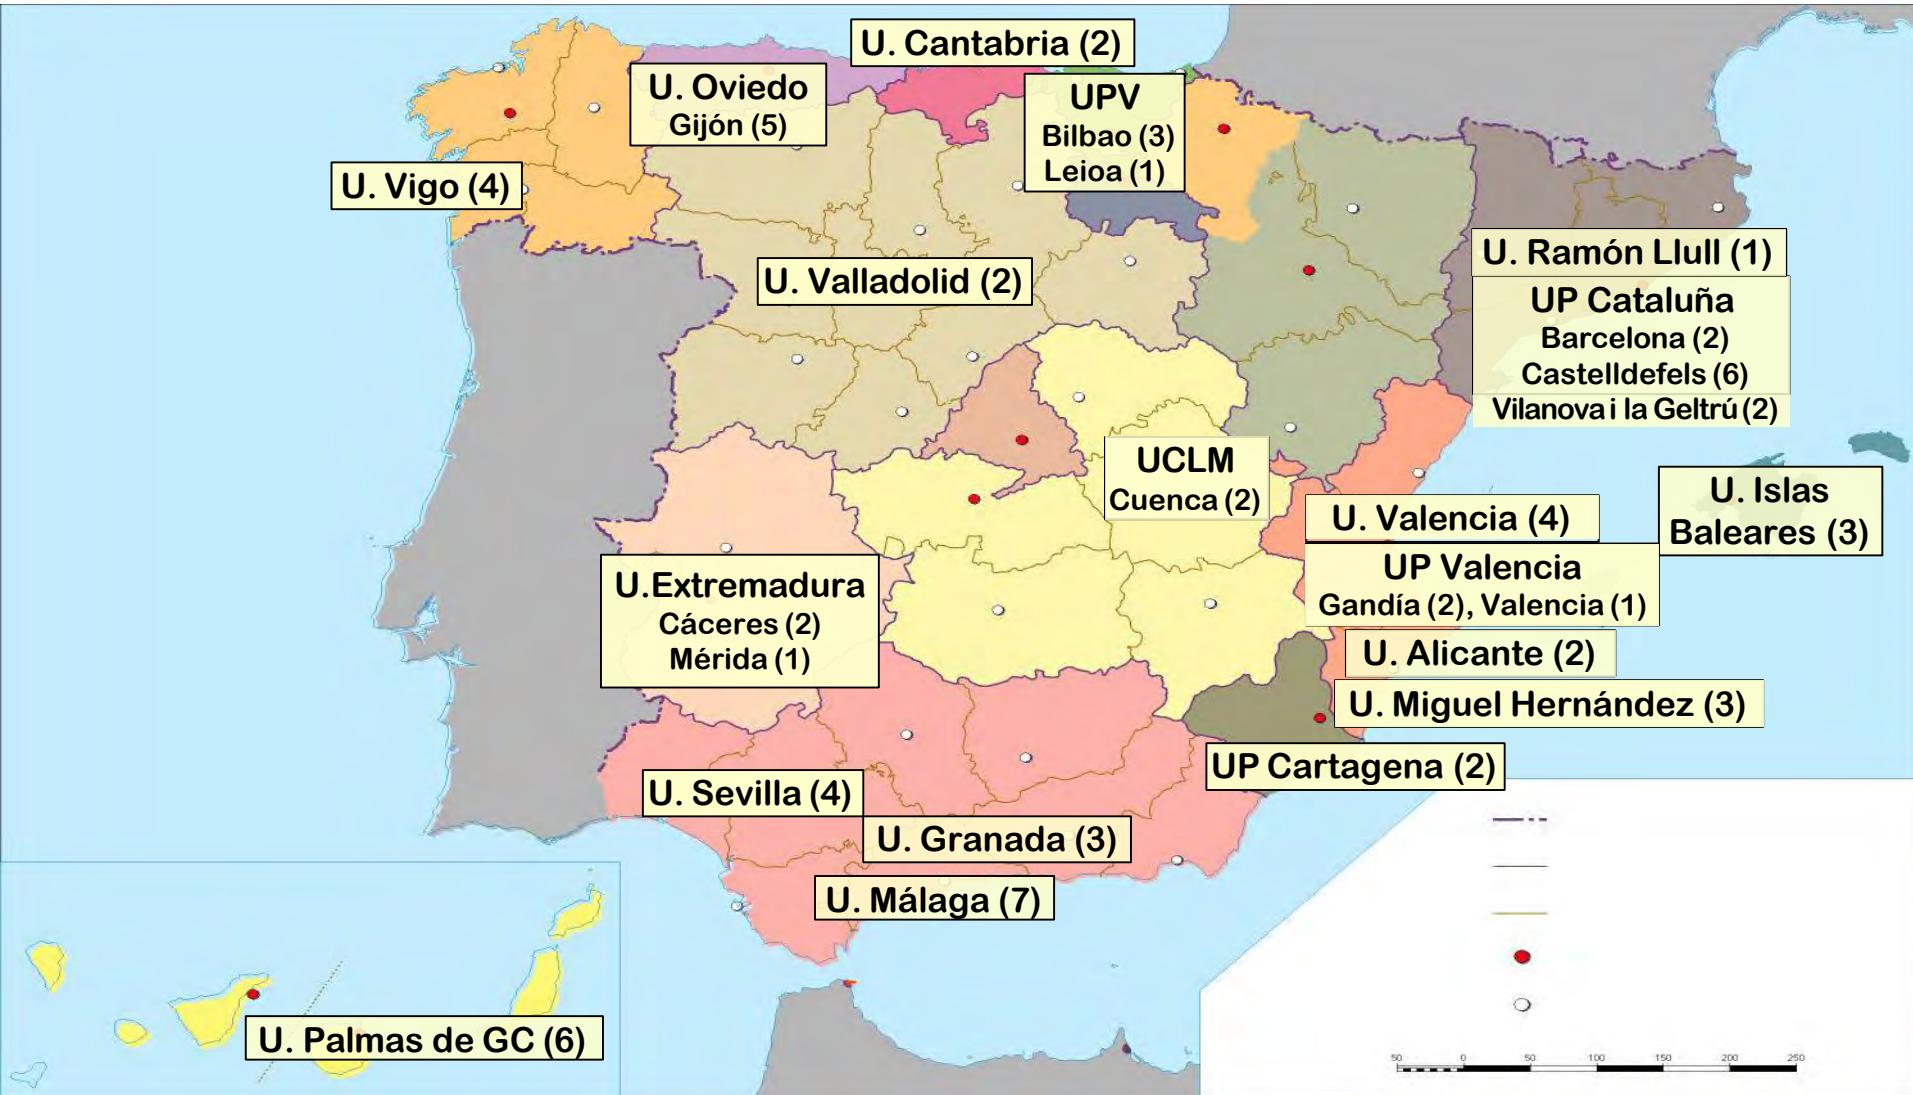 U. Cantabria (2)
U. Oviedo
Gijón (5)
UPV
Bilbao (3)
Leioa (1)
U. Vigo (4)
U. Valladolid (2)
U. Ramón Llull (1)
UP Cataluña
Barcelona (2)
Castelldefels (6)
Vilanova i la Geltrú (2)
UCLM
Cuenca (2)
U. Islas
Baleares (3)
U. Valencia (4)
UP Valencia
Gandía (2), Valencia (1)
U.Extremadura
Cáceres (2)
Mérida (1)
U. Alicante (2)
U. Miguel Hernández (3)
UP Cartagena (2)
U. Sevilla (4)
U. Granada (3)
U. Málaga (7)
U. Palmas de GC (6)
50 0 50 100 150 200 250